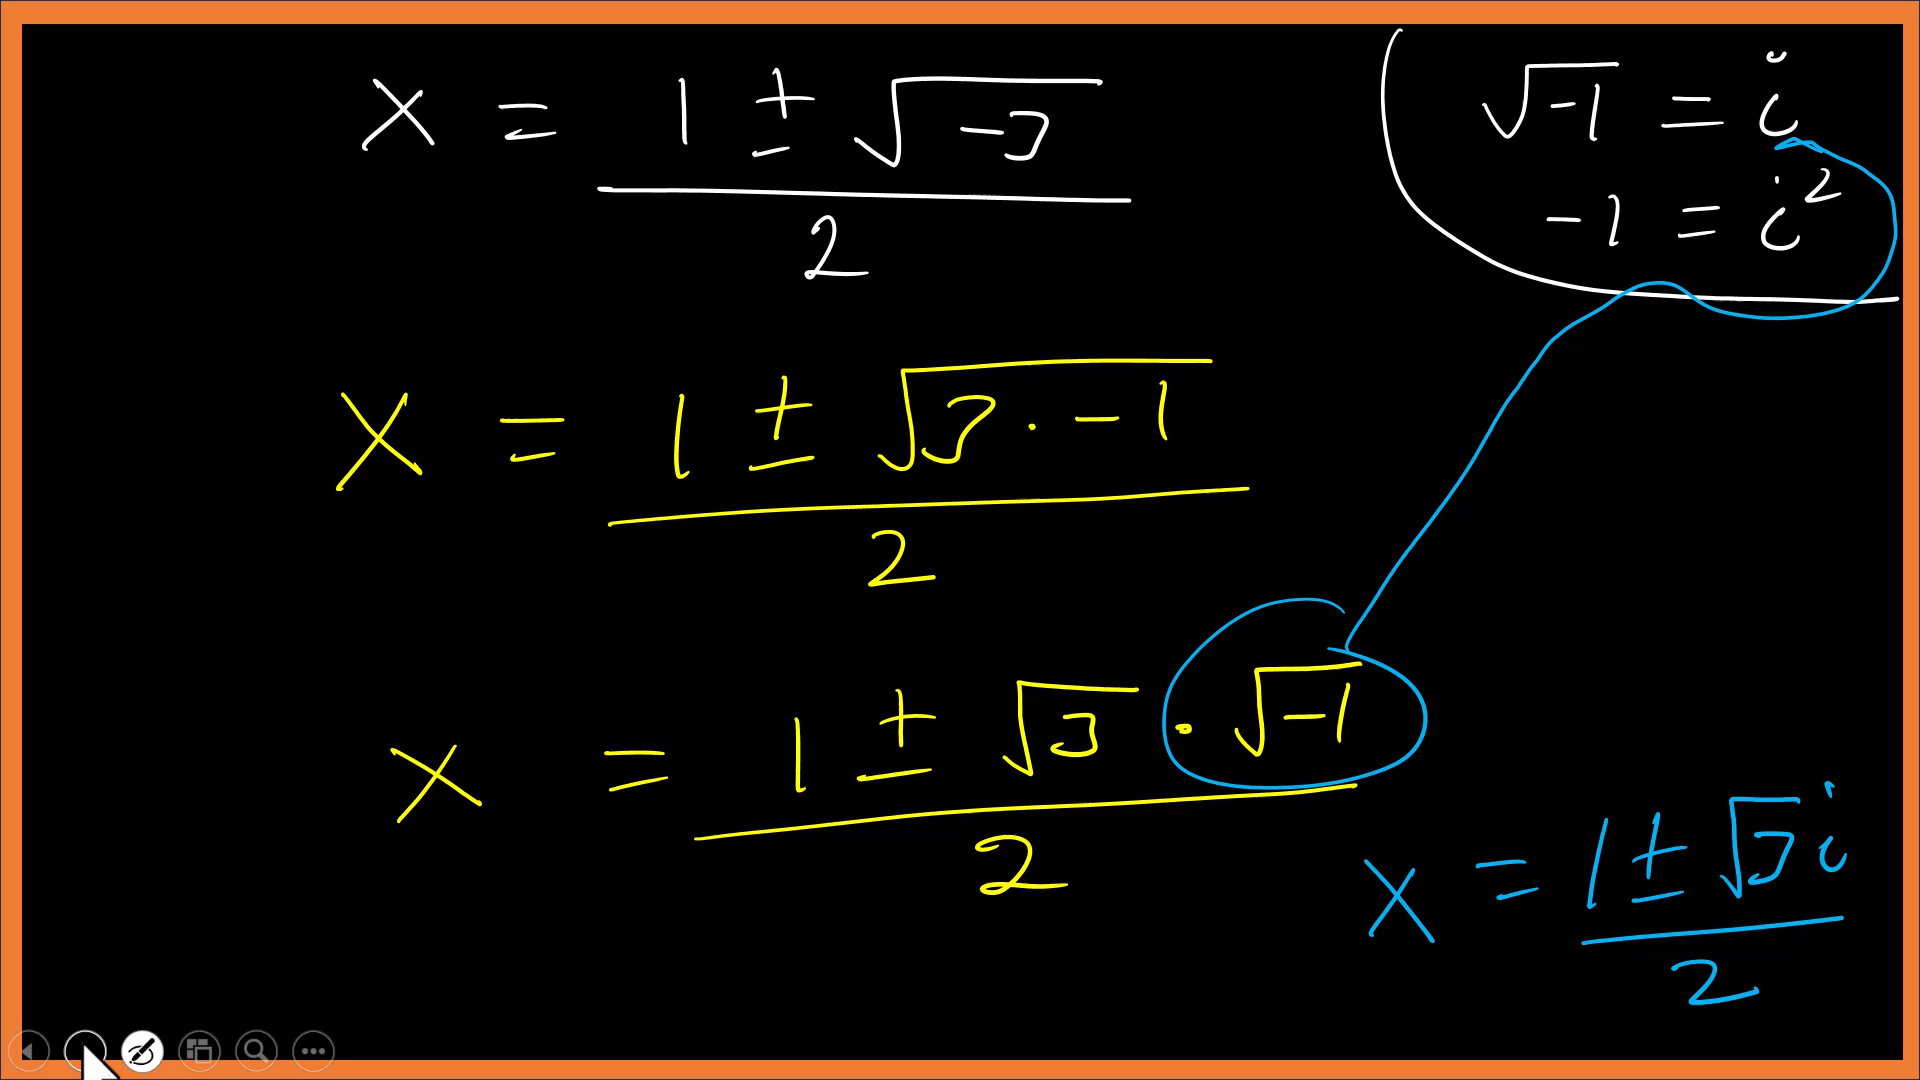 x = (1 ± √-3) / 2
√-1 = i
-1 = i²
x = (1 ± √3 · -1) / 2
x = (1 ± √3 · √-1) / 2
x = (1 ± √3 i) / 2